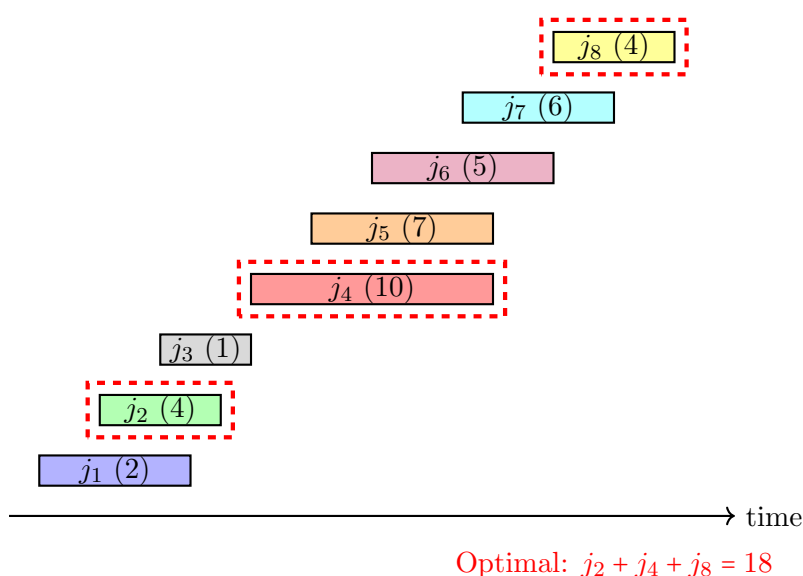 j₈ (4)
j₇ (6)
j₆ (5)
j₅ (7)
j₄ (10)
j₃ (1)
j₂ (4)
j₁ (2)
time
Optimal: j₂ + j₄ + j₈ = 18